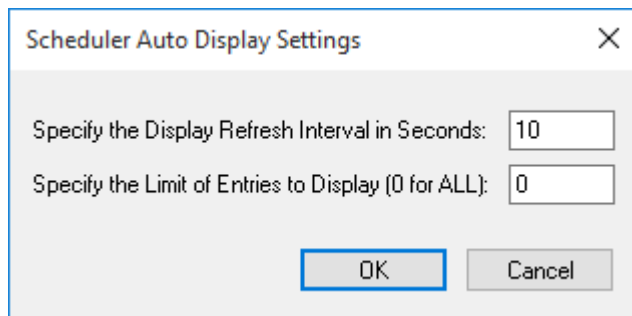 Scheduler Auto Display Settings
Specify the Display Refresh Interval in Seconds: 10
Specify the Limit of Entries to Display (0 for ALL): 0
OK Cancel